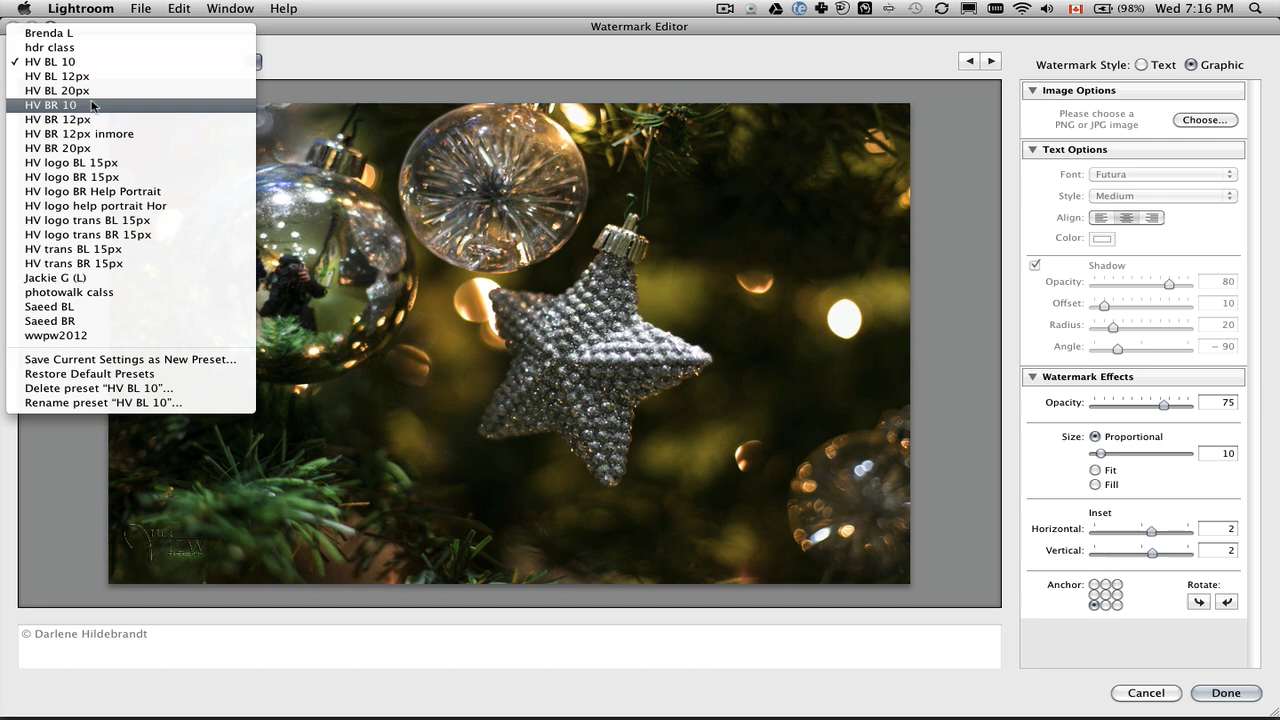 Lightroom File Edit Window Help (98%) Wed 7:16 PM
Watermark Editor
Brenda L
hdr class
✓ HV BL 10
HV BL 12px
HV BL 20px
HV BR 10
HV BR 12px
HV BR 12px inmore
HV BR 20px
HV logo BL 15px
HV logo BR 15px
HV logo BR Help Portrait
HV logo help portrait Hor
HV logo trans BL 15px
HV logo trans BR 15px
HV trans BL 15px
HV trans BR 15px
Jackie G (L)
photowalk calss
Saeed BL
Saeed BR
wwpw2012
Save Current Settings as New Preset...
Restore Default Presets
Delete preset “HV BL 10”...
Rename preset “HV BL 10”...
© Darlene Hildebrandt
Watermark Style: Text Graphic
Image Options
Please choose a
PNG or JPG image
Choose...
Text Options
Font: Futura
Style: Medium
Align:
Color:
Shadow
Opacity: 80
Offset: 10
Radius: 20
Angle: – 90
Watermark Effects
Opacity: 75
Size: Proportional
10
Fit
Fill
Inset
Horizontal: 2
Vertical: 2
Anchor: Rotate:
Cancel Done